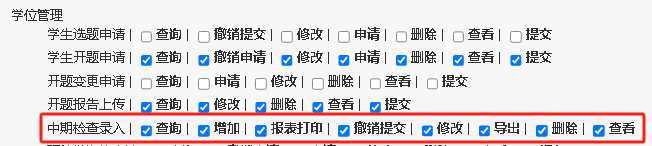 学位管理
学生选题申请 | 查询 | 撤销提交 | 修改 | 申请 | 删除 | 查看 | 提交
学生开题申请 | 查询 | 撤销申请 | 修改 | 申请 | 删除 | 查看 | 提交
开题变更申请 | 查询 | 申请 | 修改 | 删除 | 查看 | 提交
开题报告上传 | 查询 | 修改 | 删除 | 查看 | 提交
中期检查录入 | 查询 | 增加 | 报表打印 | 撤销提交 | 修改 | 导出 | 删除 | 查看